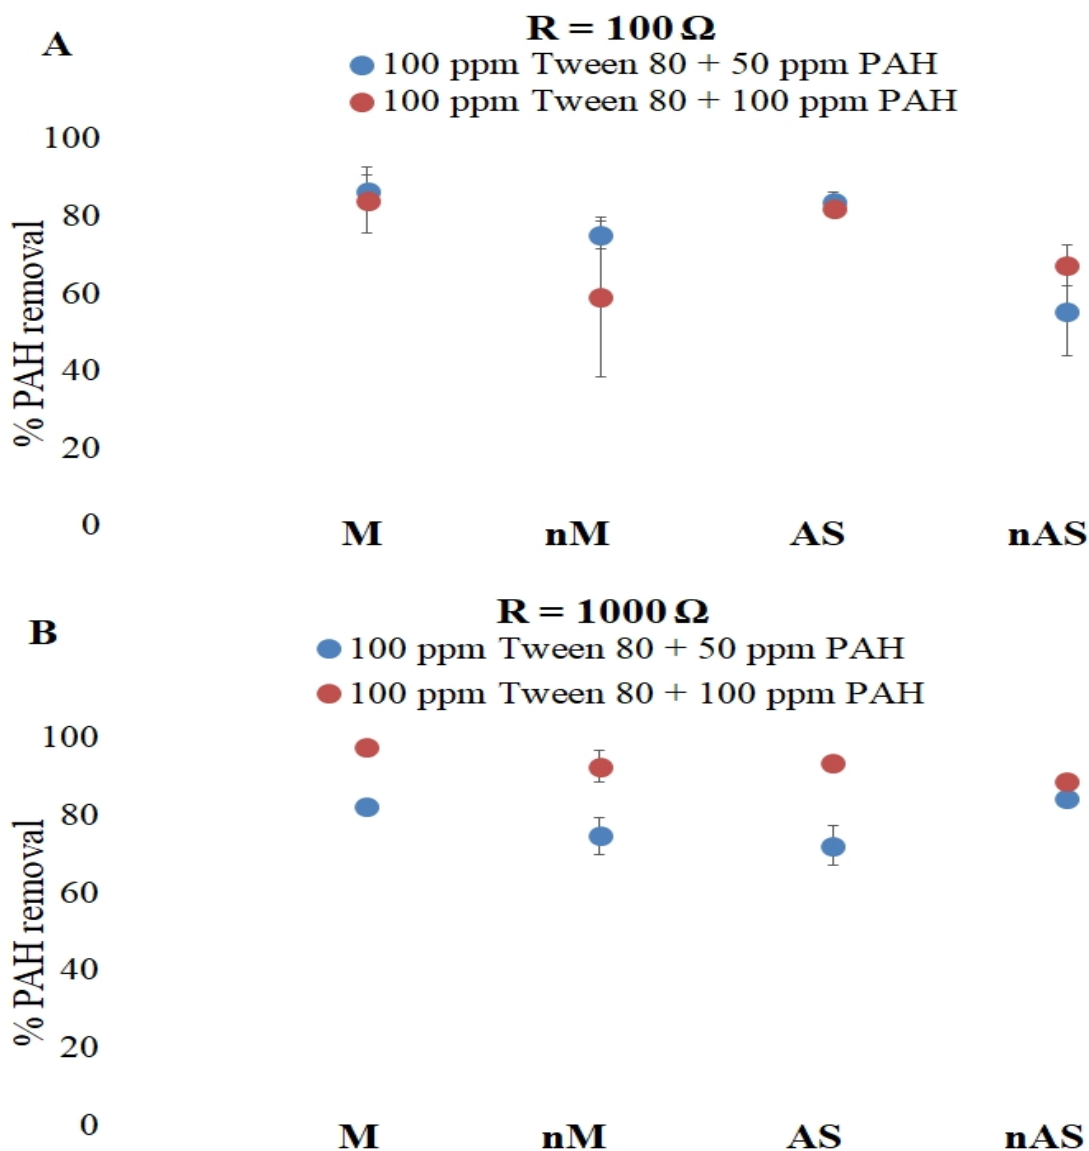 A
R = 100 Ω
100 ppm Tween 80 + 50 ppm PAH
100 ppm Tween 80 + 100 ppm PAH
% PAH removal
100
80
60
40
20
0
M nM AS nAS
B
R = 1000 Ω
100 ppm Tween 80 + 50 ppm PAH
100 ppm Tween 80 + 100 ppm PAH
% PAH removal
100
80
60
40
20
0
M nM AS nAS